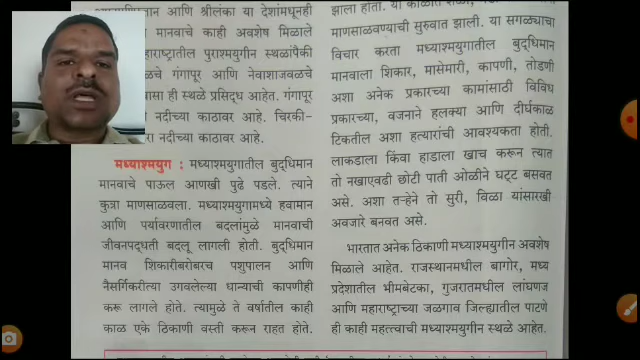 आणि श्रीलंका या देशांमधूनही
मानवाचे काही अवशेष मिळाले
पुराश्मयुगीन स्थळांपैकी
गंगापूर आणि नेवाशाजवळचे
ही स्थळे प्रसिद्ध आहेत. गंगापूर
नदीच्या काठावर आहे. चिरकी-
नदीच्या काठावर आहे.
मध्याश्मयुग : मध्याश्मयुगातील बुद्धिमान
मानवाचे पाऊल आणखी पुढे पडले. त्याने
कुत्रा माणसाळवला. मध्याश्मयुगामध्ये हवामान
आणि पर्यावरणातील बदलांमुळे मानवाची
जीवनपद्धती बदलू लागली होती. बुद्धिमान
मानव शिकारीबरोबरच पशुपालन आणि
नैसर्गिकरीत्या उगवलेल्या धान्याची कापणीही
करू लागले होते. त्यामुळे ते वर्षातील काही
काळ एके ठिकाणी वस्ती करून राहत होते.
झाला होता. या काळात
माणसाळवण्याची सुरुवात झाली. या सगळ्याचा
विचार करता मध्याश्मयुगातील बुद्धिमान
मानवाला शिकार, मासेमारी, कापणी, तोडणी
अशा अनेक प्रकारच्या कामांसाठी विविध
प्रकारच्या, वजनाने हलक्या आणि दीर्घकाळ
टिकतील अशा हत्यारांची आवश्यकता होती.
लाकडाला किंवा हाडाला खाच करून त्यात
तो नखाएवढी छोटी पाती ओळीने घट्ट बसवत
असे. अशा तऱ्हेने तो सुरी, विळा यांसारखी
अवजारे बनवत असे.
भारतात अनेक ठिकाणी मध्याश्मयुगीन अवशेष
मिळाले आहेत. राजस्थानमधील बागोर, मध्य
प्रदेशातील भीमबेटका, गुजरातमधील लांघणज
आणि महाराष्ट्राच्या जळगाव जिल्ह्यातील पाटणे
ही काही महत्त्वाची मध्याश्मयुगीन स्थळे आहेत.